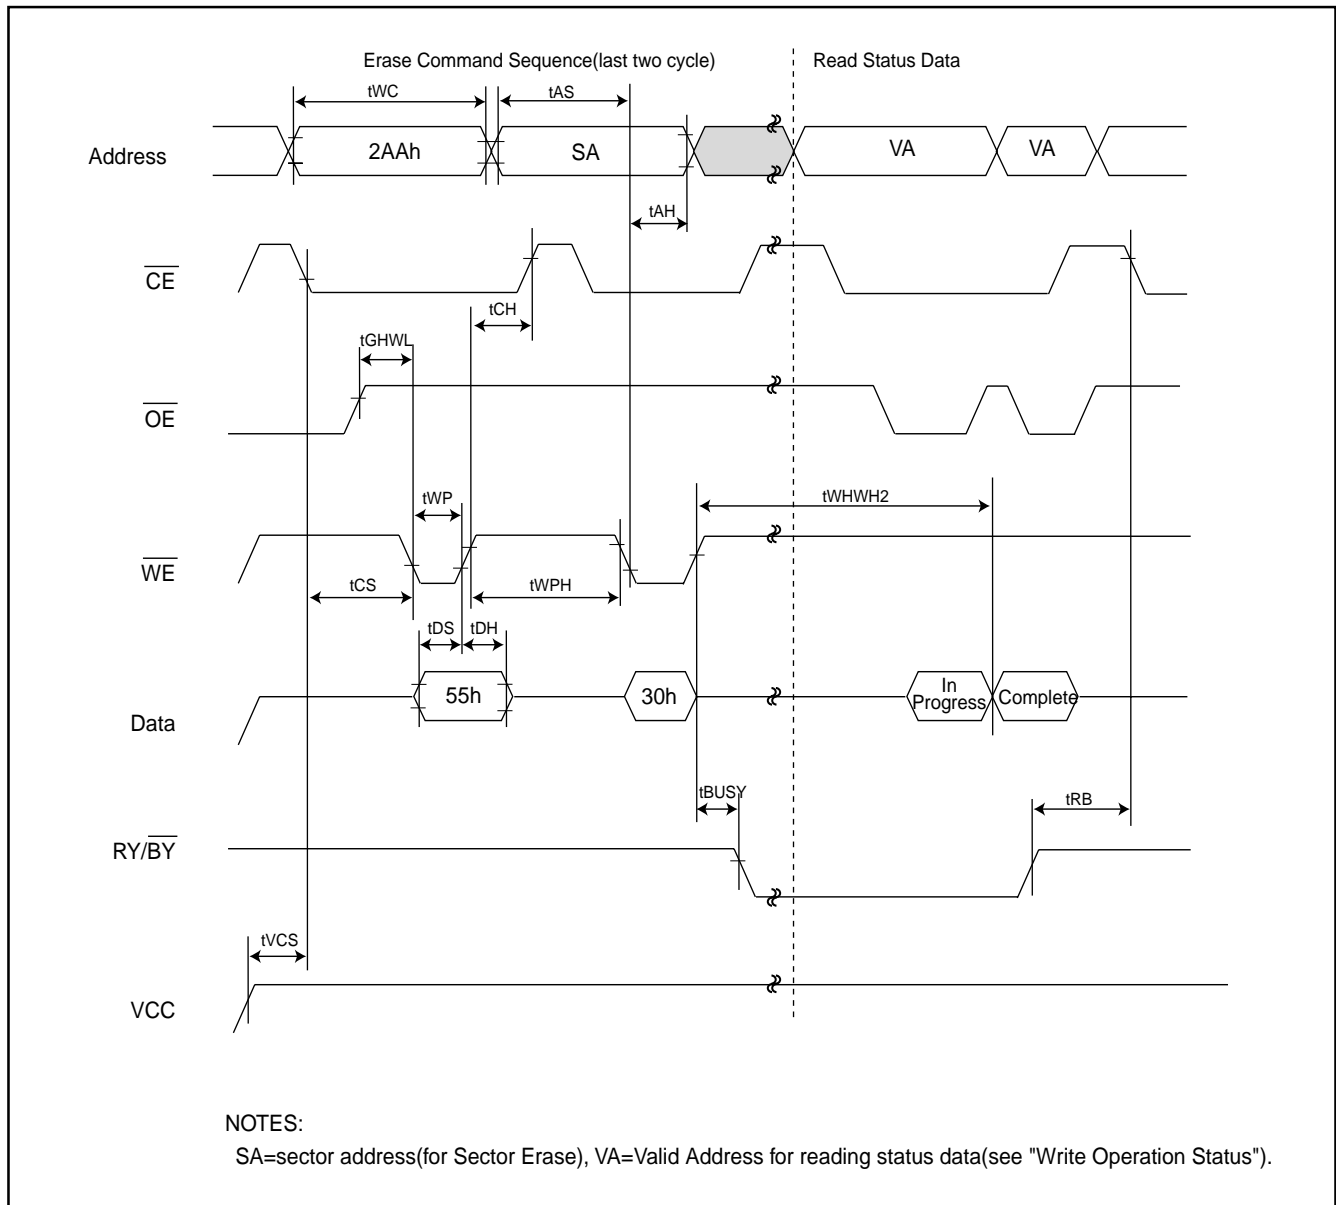 Erase Command Sequence(last two cycle)
Read Status Data
tWC
tAS
Address
2AAh
SA
VA
VA
tAH
CE
tCH
tGHWL
OE
tWP
tWHWH2
WE
tCS
tWPH
tDS
tDH
Data
55h
30h
In
Progress
Complete
tBUSY
tRB
RY/BY
tVCS
VCC
NOTES:
SA=sector address(for Sector Erase), VA=Valid Address for reading status data(see "Write Operation Status").